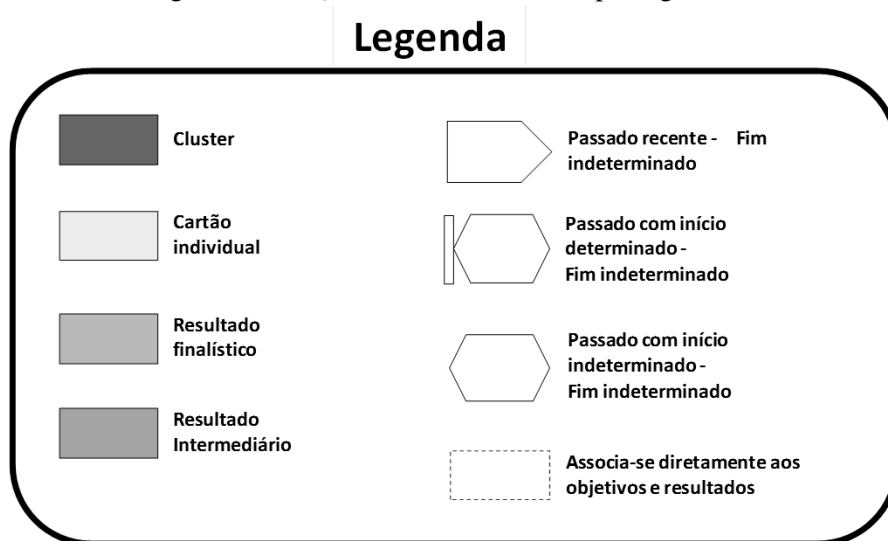 Legenda
Cluster
Cartão
individual
Resultado
finalístico
Resultado
Intermediário
Passado recente - Fim
indeterminado
Passado com início
determinado -
Fim indeterminado
Passado com início
indeterminado -
Fim indeterminado
Associa-se diretamente aos
objetivos e resultados